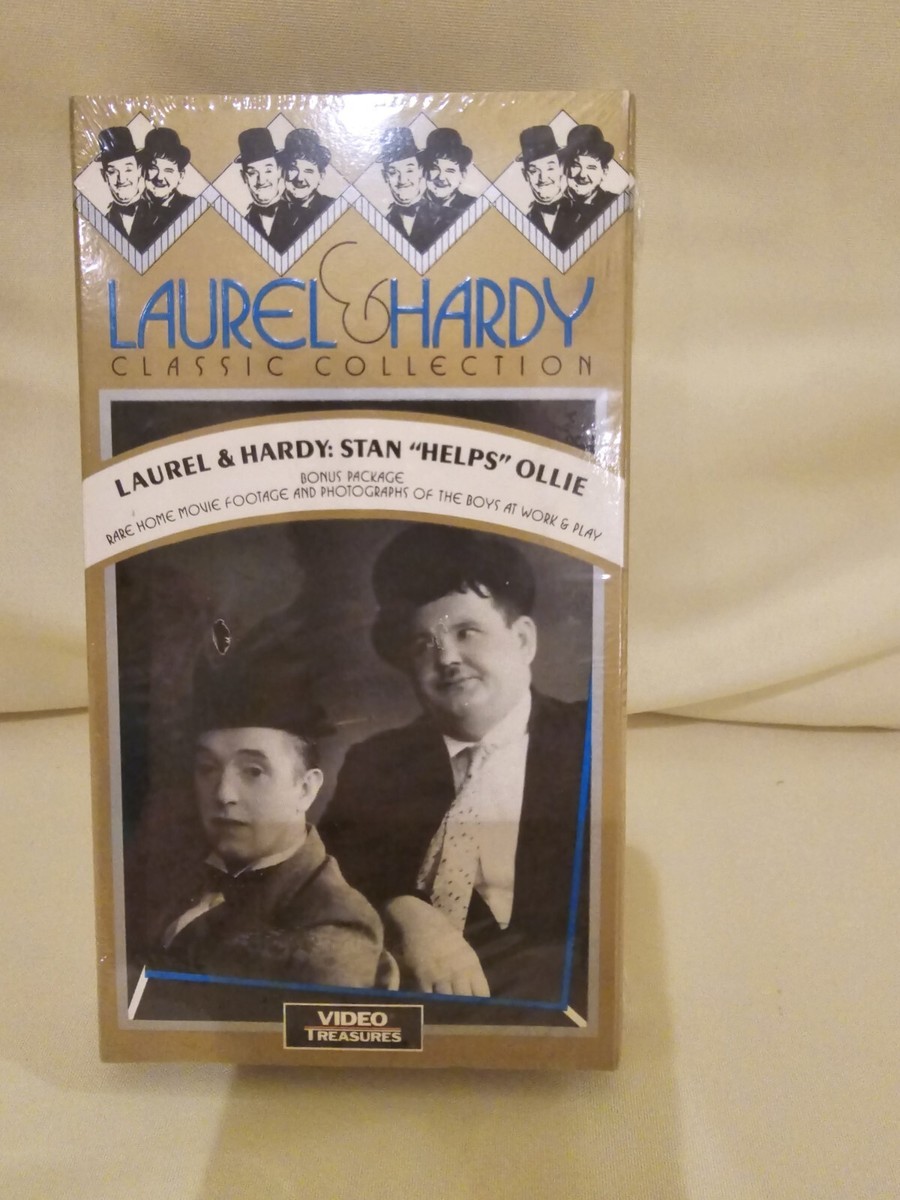 LAUREL & HARDY
CLASSIC COLLECTION
LAUREL & HARDY: STAN “HELPS” OLLIE
BONUS PACKAGE
RARE HOME MOVIE FOOTAGE AND PHOTOGRAPHS OF THE BOYS AT WORK & PLAY
VIDEO
TREASURES